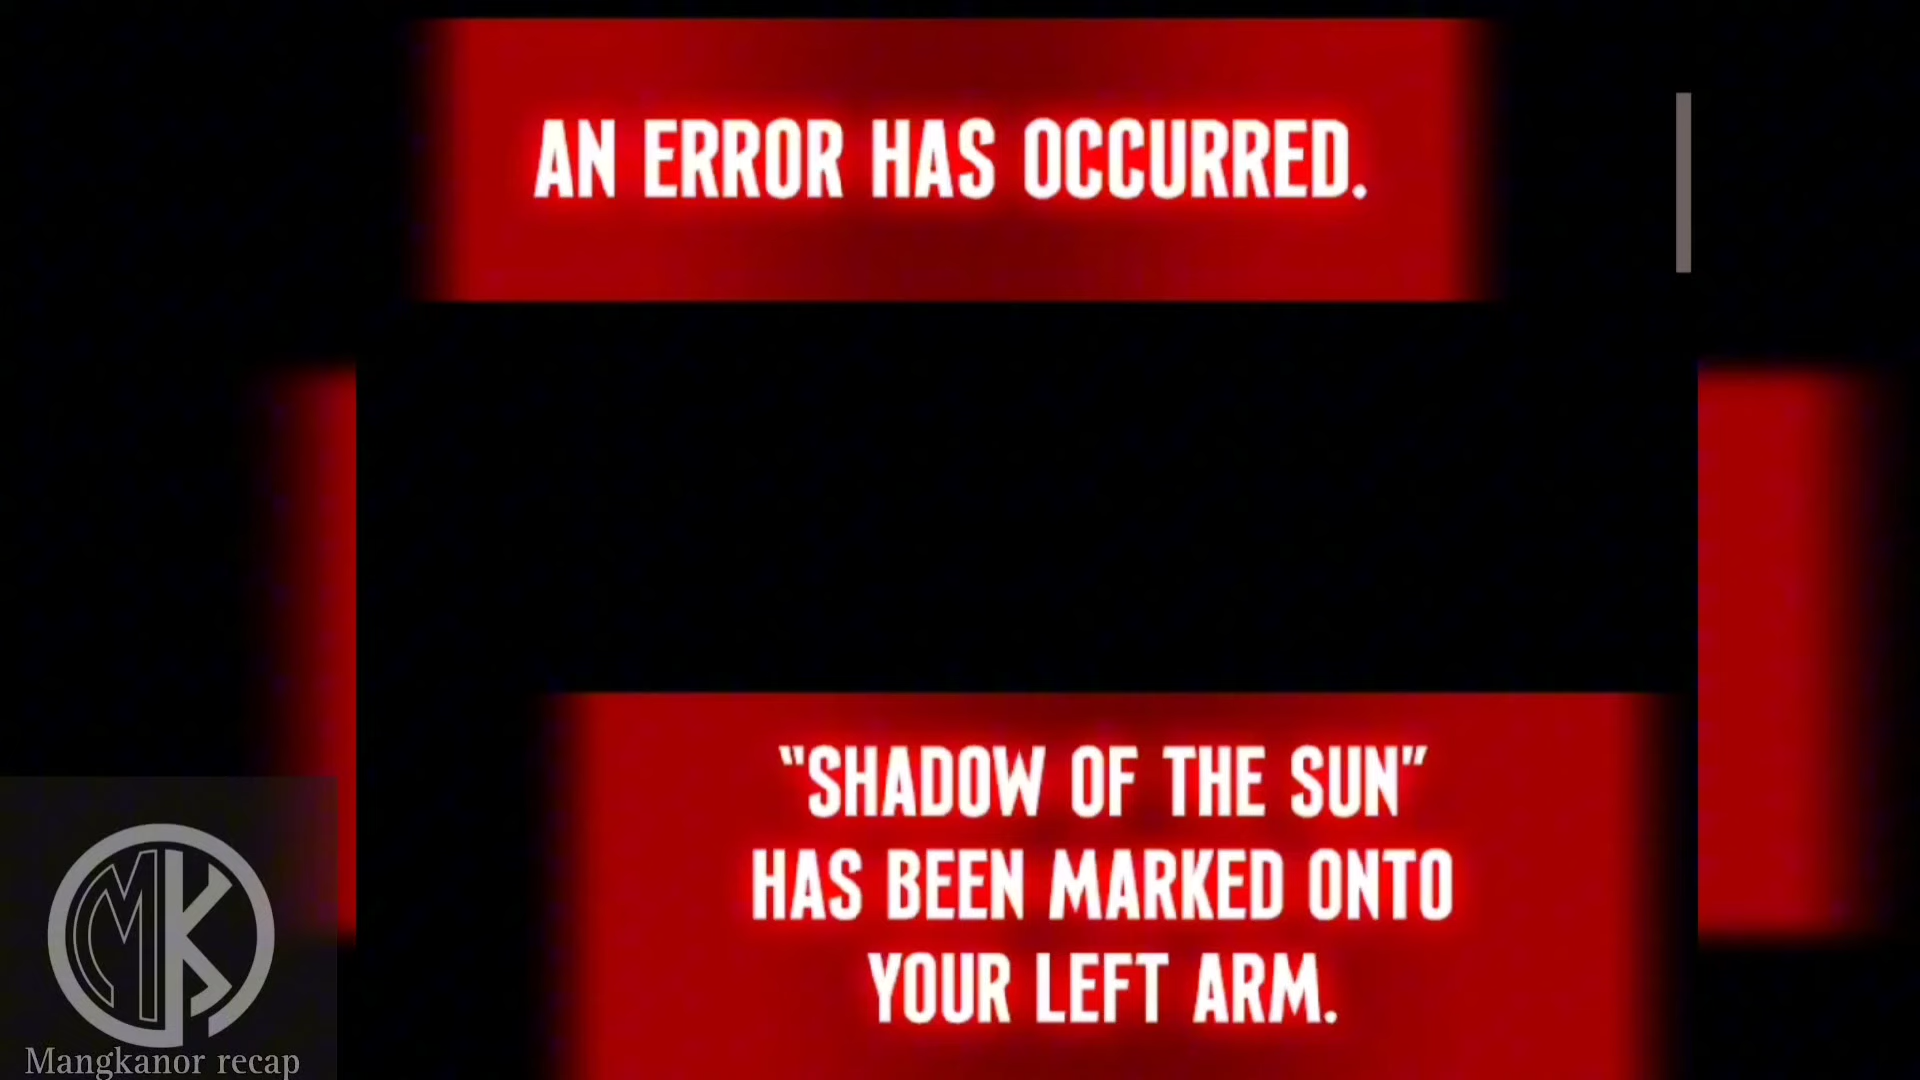 AN ERROR HAS OCCURRED.
“SHADOW OF THE SUN”
HAS BEEN MARKED ONTO
YOUR LEFT ARM.
MK
Mangkanor recap